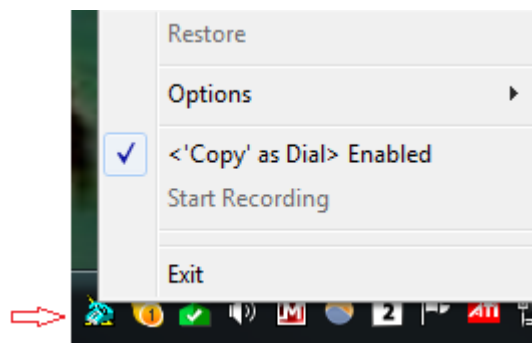 Restore
Options
<'Copy' as Dial> Enabled
Start Recording
Exit
1
M
2
ATI